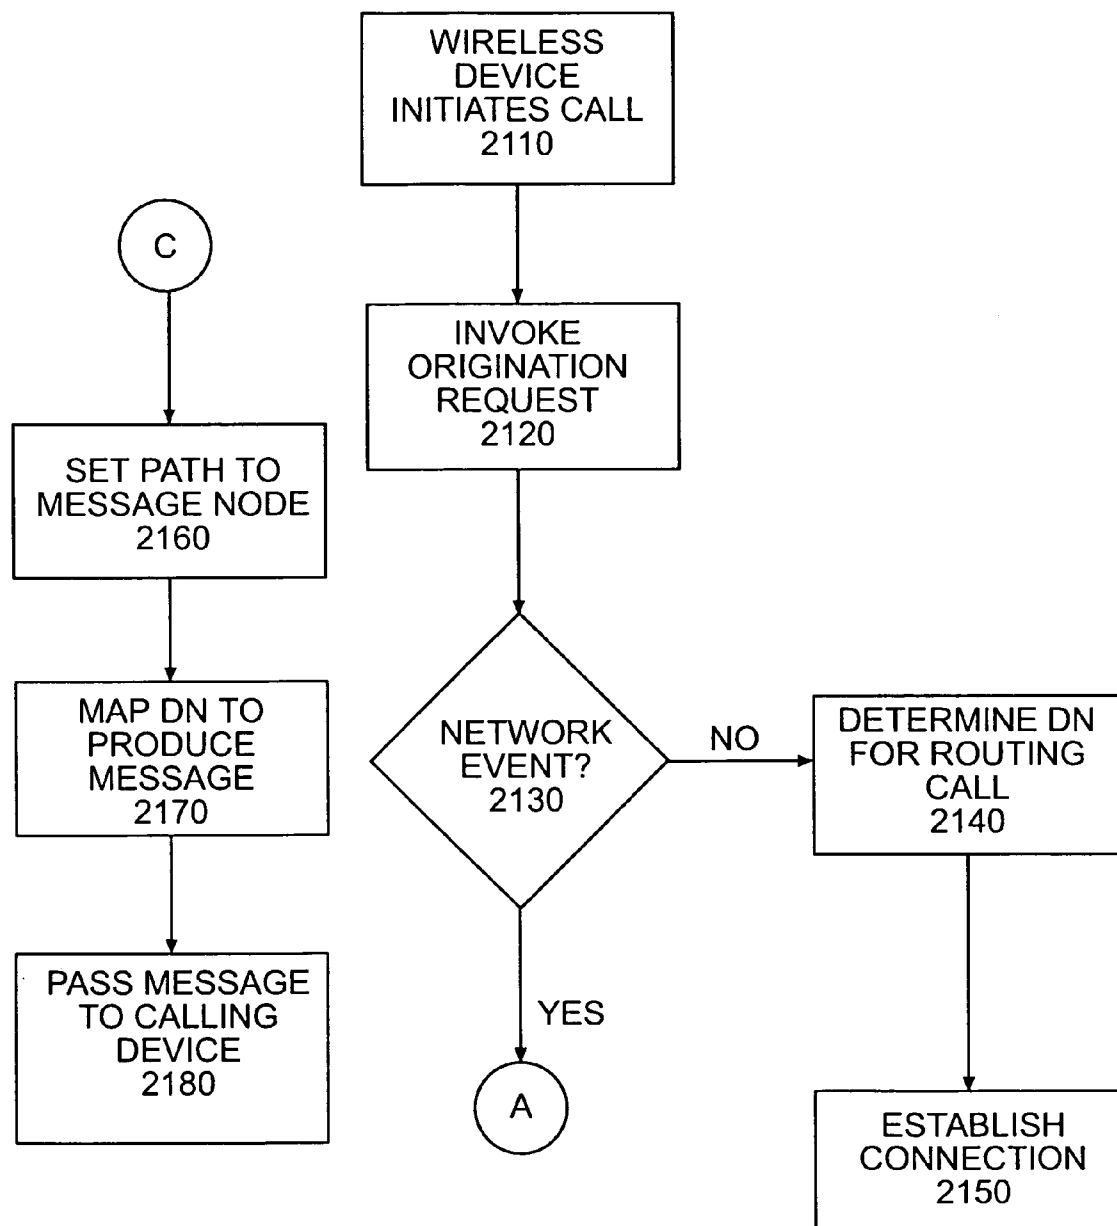 WIRELESS
DEVICE
INITIATES CALL
2110
C
INVOKE
ORIGINATION
REQUEST
2120
SET PATH TO
MESSAGE NODE
2160
NETWORK
EVENT?
2130
NO
DETERMINE DN
FOR ROUTING
CALL
2140
MAP DN TO
PRODUCE
MESSAGE
2170
PASS MESSAGE
TO CALLING
DEVICE
2180
YES
A
ESTABLISH
CONNECTION
2150